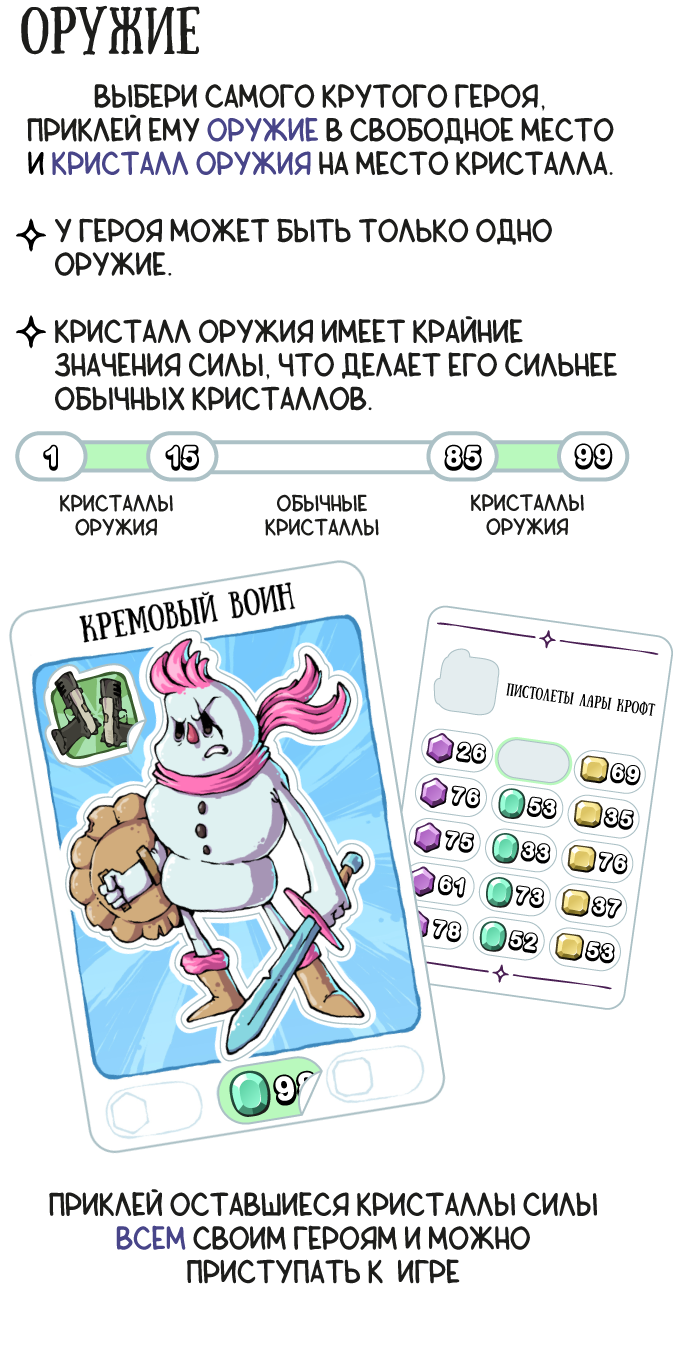 ОРУЖИЕ
ВЫБЕРИ САМОГО КРУТОГО ГЕРОЯ,
ПРИКЛЕЙ ЕМУ ОРУЖИЕ В СВОБОДНОЕ МЕСТО
И КРИСТАЛЛ ОРУЖИЯ НА МЕСТО КРИСТАЛЛА.
У ГЕРОЯ МОЖЕТ БЫТЬ ТОЛЬКО ОДНО
ОРУЖИЕ.
КРИСТАЛЛ ОРУЖИЯ ИМЕЕТ КРАЙНИЕ
ЗНАЧЕНИЯ СИЛЫ, ЧТО ДЕЛАЕТ ЕГО СИЛЬНЕЕ
ОБЫЧНЫХ КРИСТАЛЛОВ.
1 15 85 99
КРИСТАЛЛЫ ОБЫЧНЫЕ КРИСТАЛЛЫ
ОРУЖИЯ КРИСТАЛЛЫ ОРУЖИЯ
КРЕМОВЫЙ ВОИН
ПИСТОЛЕТЫ ЛАРЫ КРОФТ
26 69
76 53 35
75 33 76
61 73 37
78 52 53
9
ПРИКЛЕЙ ОСТАВШИЕСЯ КРИСТАЛЛЫ СИЛЫ
ВСЕМ СВОИМ ГЕРОЯМ И МОЖНО
ПРИСТУПАТЬ К ИГРЕ